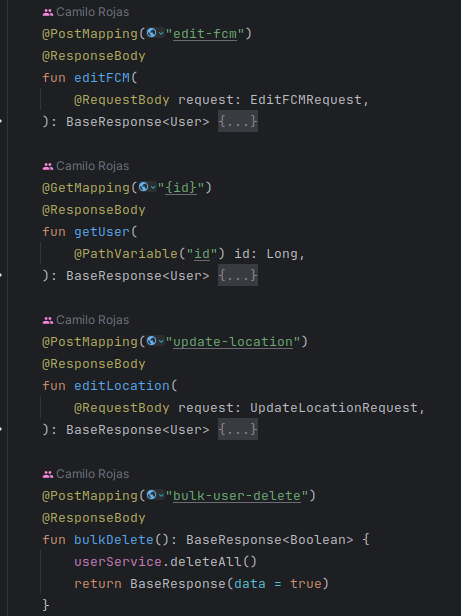 Camilo Rojas
@PostMapping("edit-fcm")
@ResponseBody
fun editFCM(
    @RequestBody request: EditFCMRequest,
): BaseResponse<User> {...}
Camilo Rojas
@GetMapping("{id}")
@ResponseBody
fun getUser(
    @PathVariable("id") id: Long,
): BaseResponse<User> {...}
Camilo Rojas
@PostMapping("update-location")
@ResponseBody
fun editLocation(
    @RequestBody request: UpdateLocationRequest,
): BaseResponse<User> {...}
Camilo Rojas
@PostMapping("bulk-user-delete")
@ResponseBody
fun bulkDelete(): BaseResponse<Boolean> {
    userService.deleteAll()
    return BaseResponse(data = true)
}